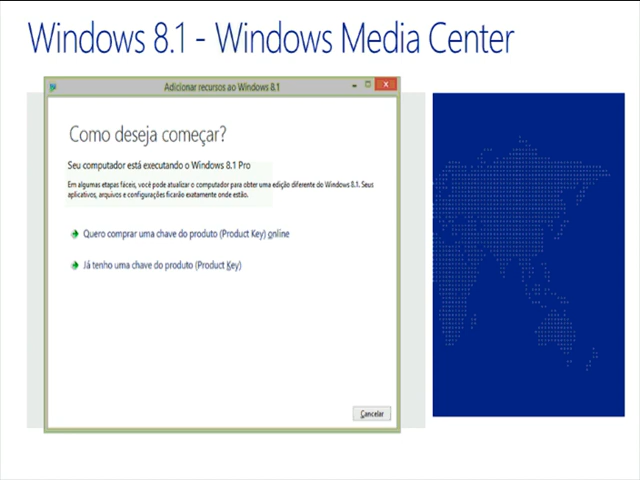 Windows 8.1 - Windows Media Center
Adicionar recursos ao Windows 8.1
Como deseja começar?
Seu computador está executando o Windows 8.1 Pro
Em algumas etapas fáceis, você pode atualizar o computador para obter uma edição diferente do Windows 8.1. Seus
aplicativos, arquivos e configurações ficarão exatamente onde estão.
Quero comprar uma chave do produto (Product Key) online
Já tenho uma chave do produto (Product Key)
Cancelar